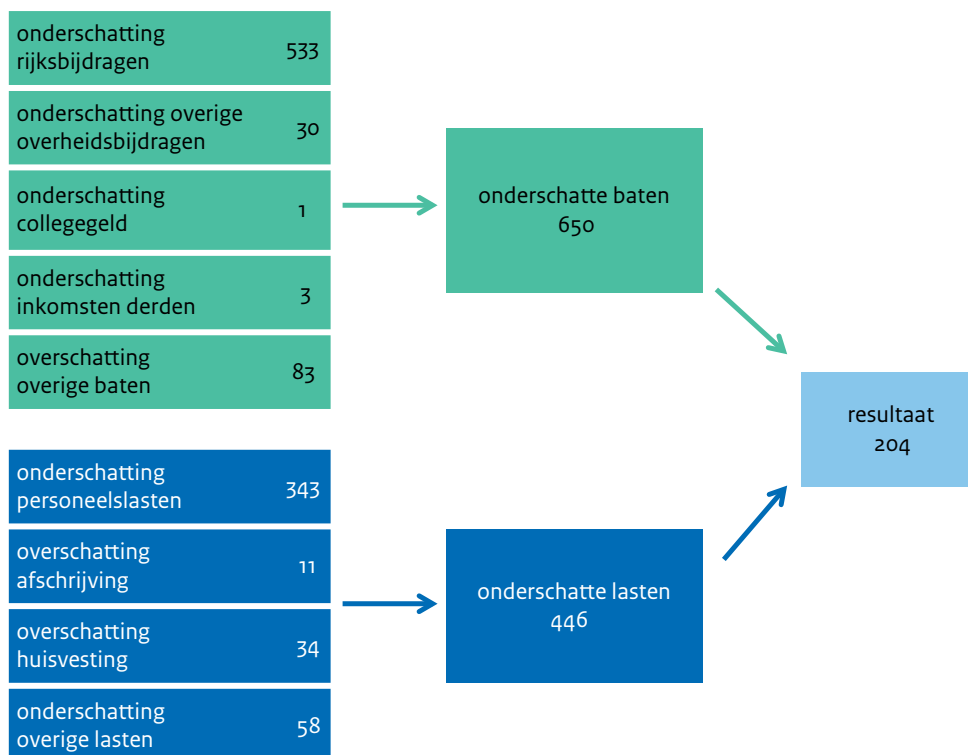 onderschatting
rijksbijdragen 533
onderschatting overige
overheidsbijdragen 30
onderschatting
collegegeld 1
onderschatting
inkomsten derden 3
overschatting
overige baten 83
onderschatte baten
650
resultaat
204
onderschatting
personeelslasten 343
overschatting
afschrijving 11
overschatting
huisvesting 34
onderschatting
overige lasten 58
onderschatte lasten
446